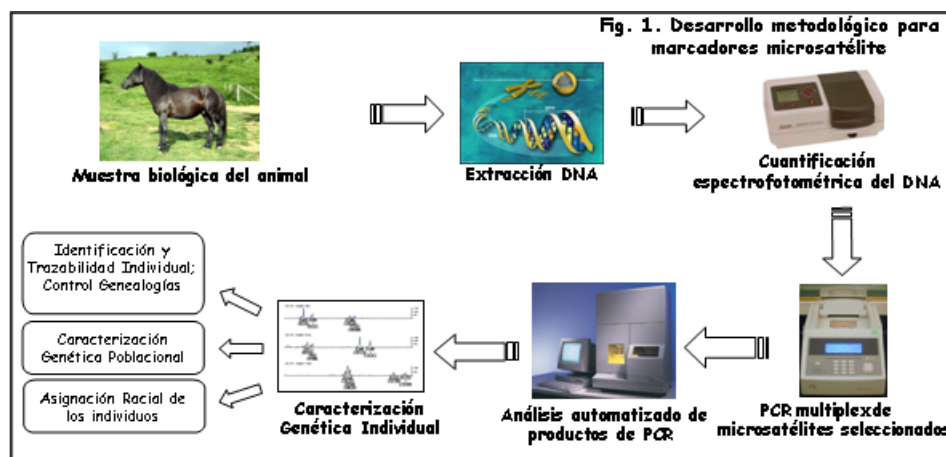 Fig. 1. Desarrollo metodológico para
marcadores microsatélite
Muestra biológica del animal
Extracción DNA
Cuantificación
espectrofotométrica del DNA
PCR multiplexde
microsatélites seleccionados
Análisis automatizado de
productos de PCR
Caracterización
Genética Individual
Identificación y
Trazabilidad Individual;
Control Genealogías
Caracterización
Genética Poblacional
Asignación Racial de
los individuos